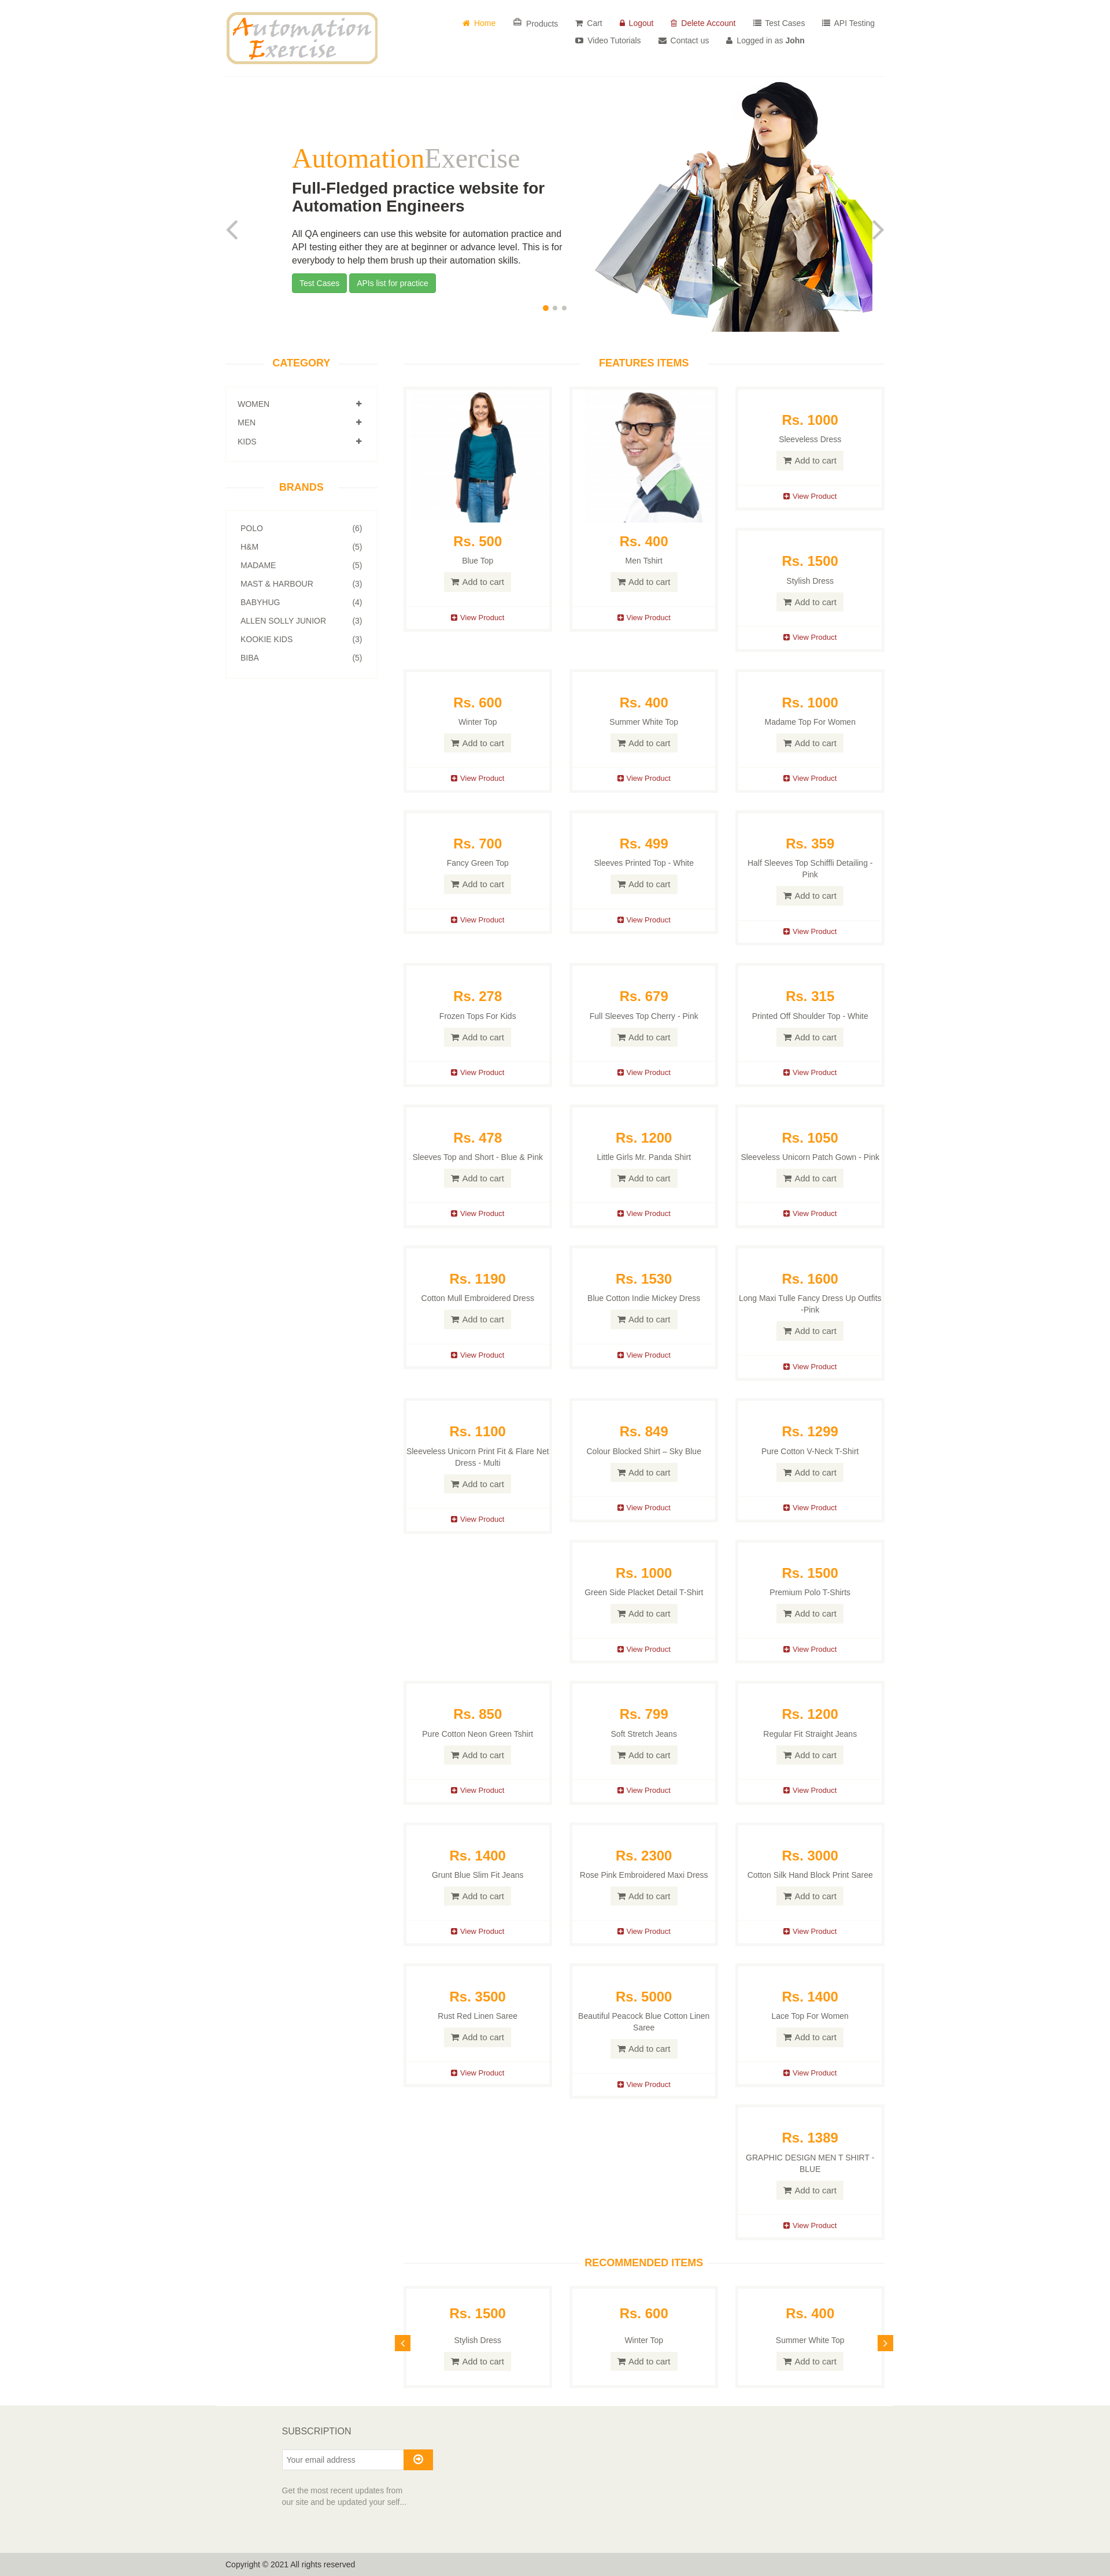 Automation
Exercise
Home
Products
Cart
Logout
Delete Account
Test Cases
API Testing
Video Tutorials
Contact us
Logged in as John
AutomationExercise
Full-Fledged practice website for
Automation Engineers
All QA engineers can use this website for automation practice and
API testing either they are at beginner or advance level. This is for
everybody to help them brush up their automation skills.
Test Cases
APIs list for practice
CATEGORY
WOMEN
MEN
KIDS
BRANDS
POLO (6)
H&M (5)
MADAME (5)
MAST & HARBOUR (3)
BABYHUG (4)
ALLEN SOLLY JUNIOR (3)
KOOKIE KIDS (3)
BIBA (5)
FEATURES ITEMS
Rs. 500
Blue Top
Add to cart
View Product
Rs. 400
Men Tshirt
Add to cart
View Product
Rs. 1000
Sleeveless Dress
Add to cart
View Product
Rs. 1500
Stylish Dress
Add to cart
View Product
Rs. 600
Winter Top
Add to cart
View Product
Rs. 400
Summer White Top
Add to cart
View Product
Rs. 1000
Madame Top For Women
Add to cart
View Product
Rs. 700
Fancy Green Top
Add to cart
View Product
Rs. 499
Sleeves Printed Top - White
Add to cart
View Product
Rs. 359
Half Sleeves Top Schiffli Detailing -
Pink
Add to cart
View Product
Rs. 278
Frozen Tops For Kids
Add to cart
View Product
Rs. 679
Full Sleeves Top Cherry - Pink
Add to cart
View Product
Rs. 315
Printed Off Shoulder Top - White
Add to cart
View Product
Rs. 478
Sleeves Top and Short - Blue & Pink
Add to cart
View Product
Rs. 1200
Little Girls Mr. Panda Shirt
Add to cart
View Product
Rs. 1050
Sleeveless Unicorn Patch Gown - Pink
Add to cart
View Product
Rs. 1190
Cotton Mull Embroidered Dress
Add to cart
View Product
Rs. 1530
Blue Cotton Indie Mickey Dress
Add to cart
View Product
Rs. 1600
Long Maxi Tulle Fancy Dress Up Outfits
-Pink
Add to cart
View Product
Rs. 1100
Sleeveless Unicorn Print Fit & Flare Net
Dress - Multi
Add to cart
View Product
Rs. 849
Colour Blocked Shirt – Sky Blue
Add to cart
View Product
Rs. 1299
Pure Cotton V-Neck T-Shirt
Add to cart
View Product
Rs. 1000
Green Side Placket Detail T-Shirt
Add to cart
View Product
Rs. 1500
Premium Polo T-Shirts
Add to cart
View Product
Rs. 850
Pure Cotton Neon Green Tshirt
Add to cart
View Product
Rs. 799
Soft Stretch Jeans
Add to cart
View Product
Rs. 1200
Regular Fit Straight Jeans
Add to cart
View Product
Rs. 1400
Grunt Blue Slim Fit Jeans
Add to cart
View Product
Rs. 2300
Rose Pink Embroidered Maxi Dress
Add to cart
View Product
Rs. 3000
Cotton Silk Hand Block Print Saree
Add to cart
View Product
Rs. 3500
Rust Red Linen Saree
Add to cart
View Product
Rs. 5000
Beautiful Peacock Blue Cotton Linen
Saree
Add to cart
View Product
Rs. 1400
Lace Top For Women
Add to cart
View Product
Rs. 1389
GRAPHIC DESIGN MEN T SHIRT -
BLUE
Add to cart
View Product
RECOMMENDED ITEMS
Rs. 1500
Stylish Dress
Add to cart
Rs. 600
Winter Top
Add to cart
Rs. 400
Summer White Top
Add to cart
SUBSCRIPTION
Your email address
Get the most recent updates from
our site and be updated your self...
Copyright © 2021 All rights reserved